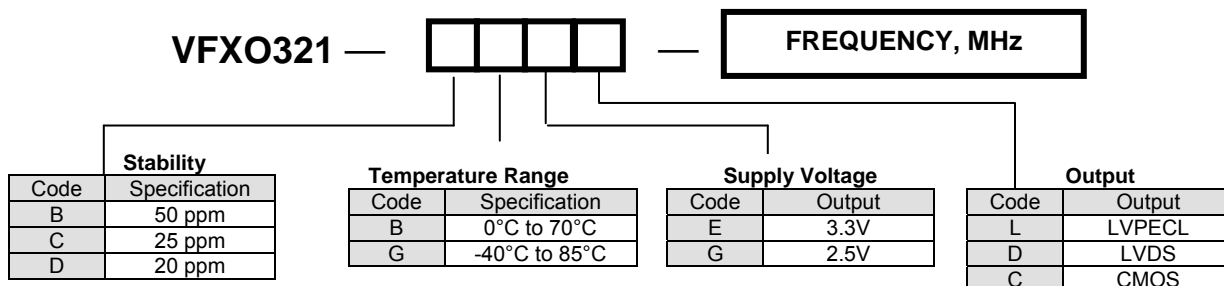 VFXO321 — — FREQUENCY, MHz
Stability
Code Specification
B 50 ppm
C 25 ppm
D 20 ppm
Temperature Range
Code Specification
B 0°C to 70°C
G -40°C to 85°C
Supply Voltage
Code Output
E 3.3V
G 2.5V
Output
Code Output
L LVPECL
D LVDS
C CMOS